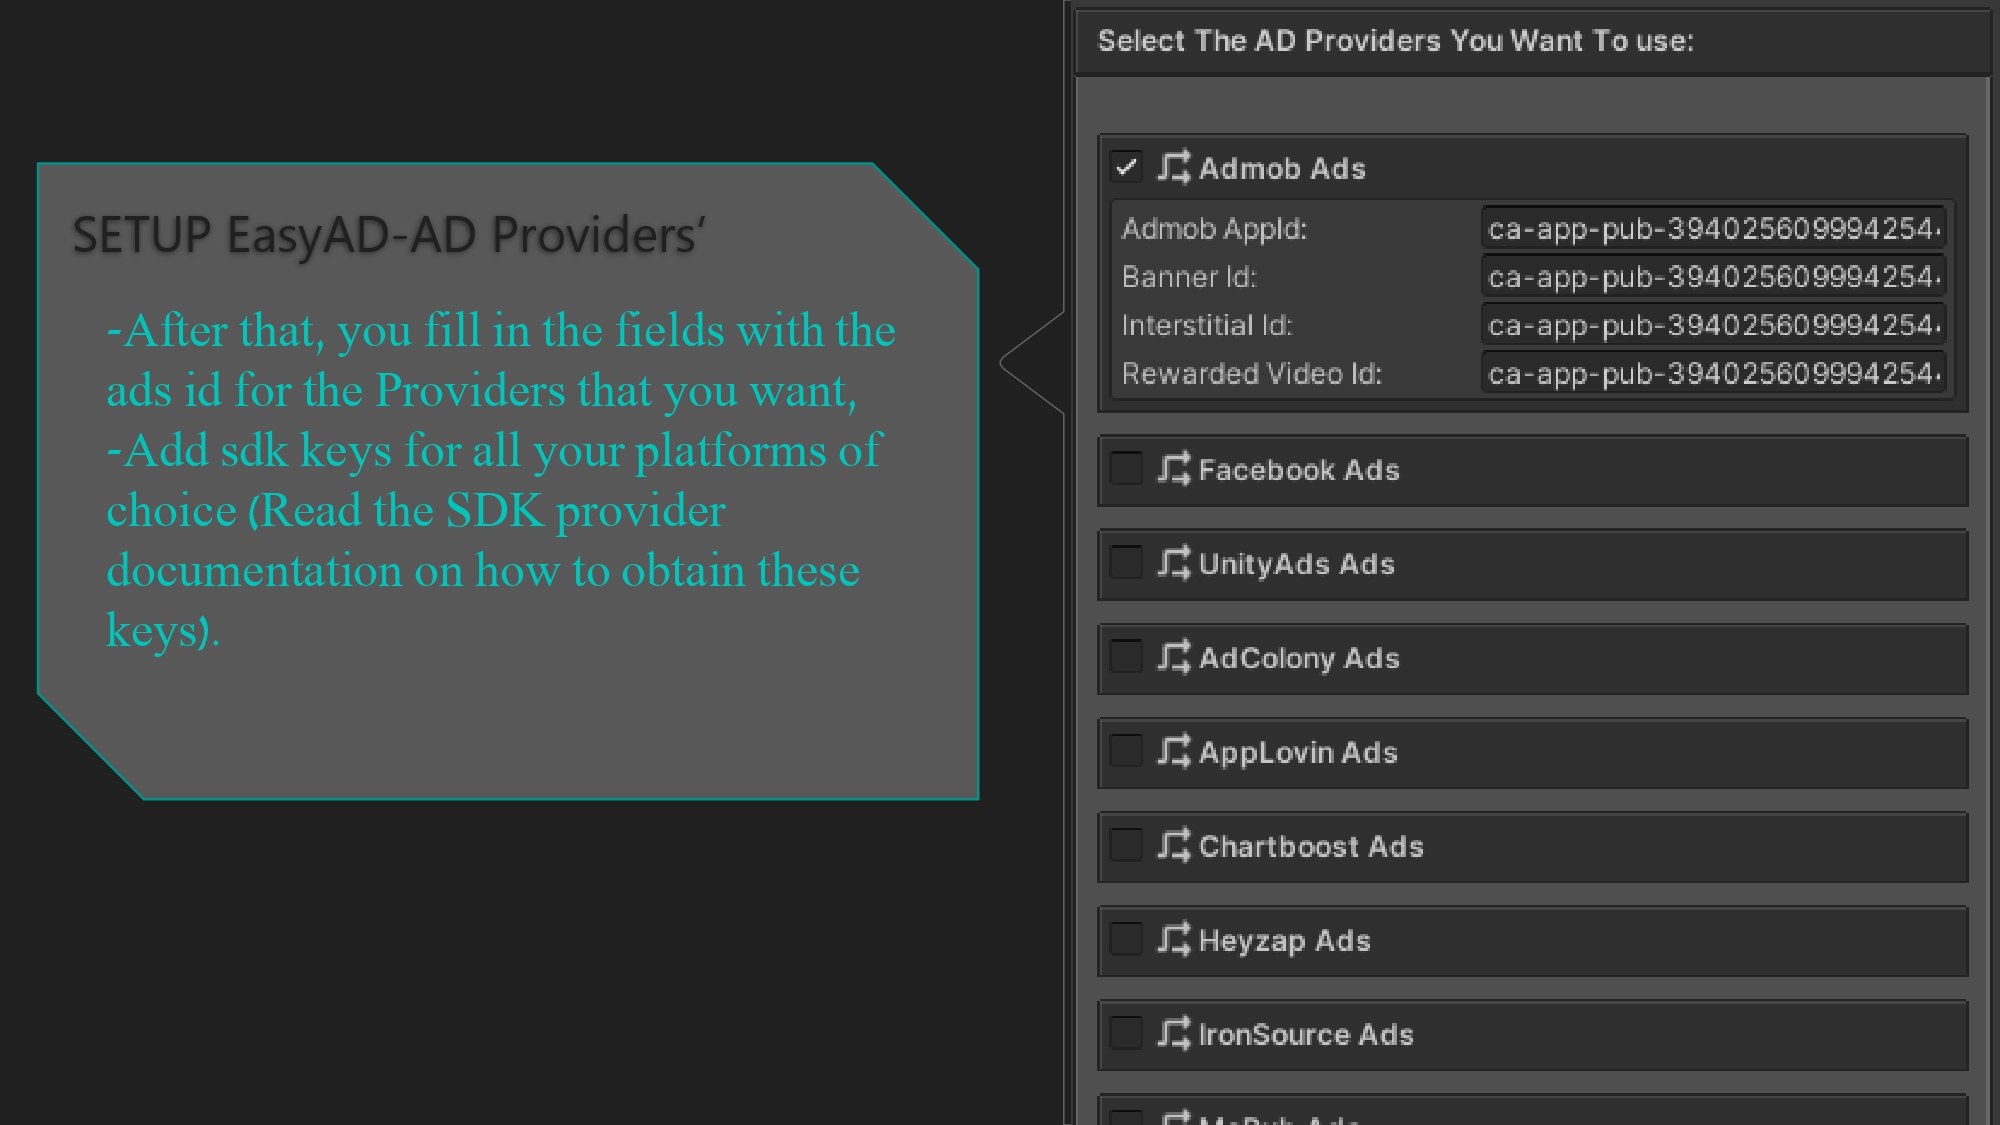 SETUP EasyAD-AD Providers’
-After that, you fill in the fields with the
ads id for the Providers that you want,
-Add sdk keys for all your platforms of
choice (Read the SDK provider
documentation on how to obtain these
keys).
Select The AD Providers You Want To use:
Admob Ads
Admob AppId: ca-app-pub-394025609994254
Banner Id: ca-app-pub-394025609994254
Interstitial Id: ca-app-pub-394025609994254
Rewarded Video Id: ca-app-pub-394025609994254
Facebook Ads
UnityAds Ads
AdColony Ads
AppLovin Ads
Chartboost Ads
Heyzap Ads
IronSource Ads
MoPub Ads